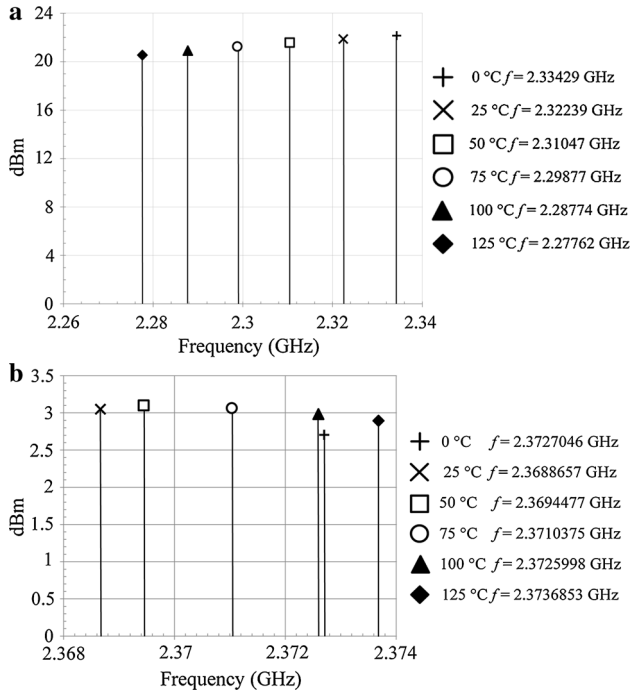 a
24
20
16
12
8
4
0
dBm
2.26
2.28
2.3
2.32
2.34
Frequency (GHz)
0 °C f = 2.33429 GHz
25 °C f = 2.32239 GHz
50 °C f = 2.31047 GHz
75 °C f = 2.29877 GHz
100 °C f = 2.28774 GHz
125 °C f = 2.27762 GHz
b
3.5
3
2.5
2
1.5
1
0.5
0
dBm
2.368
2.37
2.372
2.374
Frequency (GHz)
0 °C f = 2.3727046 GHz
25 °C f = 2.3688657 GHz
50 °C f = 2.3694477 GHz
75 °C f = 2.3710375 GHz
100 °C f = 2.3725998 GHz
125 °C f = 2.3736853 GHz